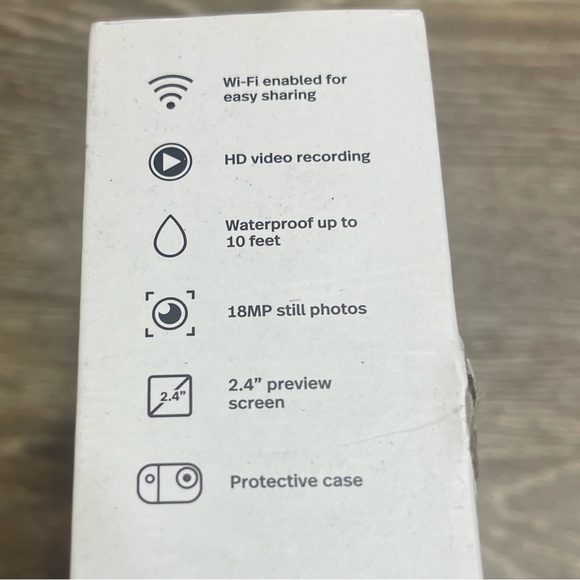 Wi-Fi enabled for
easy sharing
HD video recording
Waterproof up to
10 feet
18MP still photos
2.4"
2.4” preview
screen
Protective case